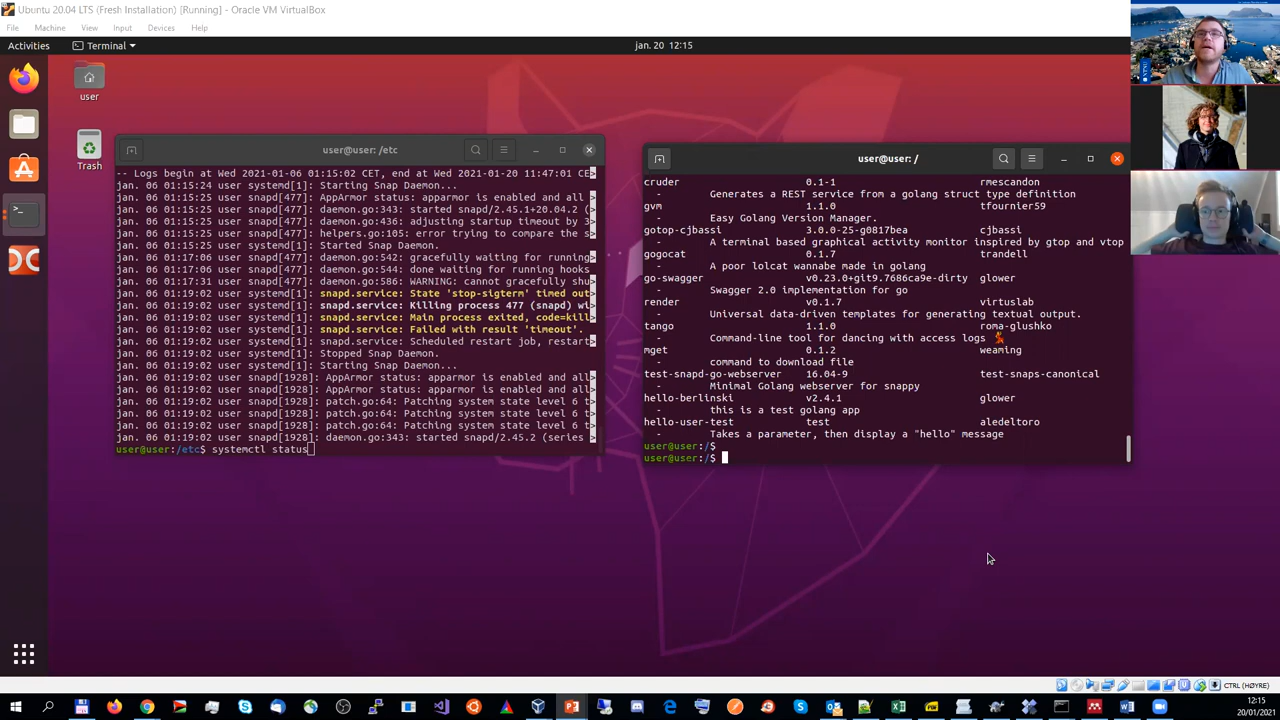 Ubuntu 20.04 LTS (Fresh Installation) [Running] - Oracle VM VirtualBox
File Machine View Input Devices Help
Activities Terminal jan. 20 12:15
user
Trash
user@user: /etc
-- Logs begin at Wed 2021-01-06 01:15:02 CET, end at Wed 2021-01-20 11:47:01 CE>
jan. 06 01:15:24 user systemd[1]: Starting Snap Daemon...
jan. 06 01:15:25 user snapd[477]: AppArmor status: apparmor is enabled and all >
jan. 06 01:15:25 user snapd[477]: daemon.go:343: started snapd/2.45.1+20.04.2 (>
jan. 06 01:15:25 user snapd[477]: daemon.go:436: adjusting startup timeout by 3>
jan. 06 01:15:25 user snapd[477]: helpers.go:105: error trying to compare the s>
jan. 06 01:15:25 user systemd[1]: Started Snap Daemon.
jan. 06 01:16:28 user snapd[477]: daemon.go:542: gracefully waiting for running>
jan. 06 01:16:28 user snapd[477]: daemon.go:544: done waiting for running hooks
jan. 06 01:17:31 user snapd[477]: daemon.go:586: WARNING: cannot gracefully shu>
jan. 06 01:19:02 user systemd[1]: snapd.service: State 'stop-sigterm' timed out>
jan. 06 01:19:02 user systemd[1]: snapd.service: Killing process 477 (snapd) wi>
jan. 06 01:19:02 user systemd[1]: snapd.service: Main process exited, code=kill>
jan. 06 01:19:02 user systemd[1]: snapd.service: Failed with result 'timeout'.
jan. 06 01:19:02 user systemd[1]: snapd.service: Scheduled restart job, restart>
jan. 06 01:19:02 user systemd[1]: Stopped Snap Daemon.
jan. 06 01:19:02 user systemd[1]: Starting Snap Daemon...
jan. 06 01:19:02 user snapd[1928]: AppArmor status: apparmor is enabled and all>
jan. 06 01:19:02 user snapd[1928]: AppArmor status: apparmor is enabled and all>
jan. 06 01:19:02 user snapd[1928]: patch.go:64: Patching system state level 6 t>
jan. 06 01:19:02 user snapd[1928]: patch.go:64: Patching system state level 6 t>
jan. 06 01:19:02 user snapd[1928]: daemon.go:343: started snapd/2.45.2 (series >
user@user:/etc$ systemctl status
user@user: /
cruder 0.1-1 rmescandon
- Generates a REST service from a golang struct type definition
gvm 1.1.0 tfournier59
- Easy Golang Version Manager.
gotop-cjbassi 3.0.0-25-g0817bea cjbassi
- A terminal based graphical activity monitor inspired by gtop and vtop
gogocat 0.1.7 trandell
- A poor lolcat wannabe made in golang
go-swagger v0.23.0+git9.7686ca9e-dirty glower
- Swagger 2.0 implementation for go
render v0.1.7 virtuslab
- Universal data-driven templates for generating textual output.
tango 1.1.0 roma-glushko
- Command-line tool for dancing with access logs 💃
mget 0.1.2 weaming
- command to download file
test-snapd-go-webserver 16.04-9 test-snaps-canonical
- Minimal Golang webserver for snappy
hello-berlinski v2.4.1 glower
- this is a test golang app
hello-user-test test aledeltoro
- Takes a parameter, then display a "hello" message
user@user:/$
user@user:/$
NTNU
CTRL (HØYRE)
12:15
20/01/2021